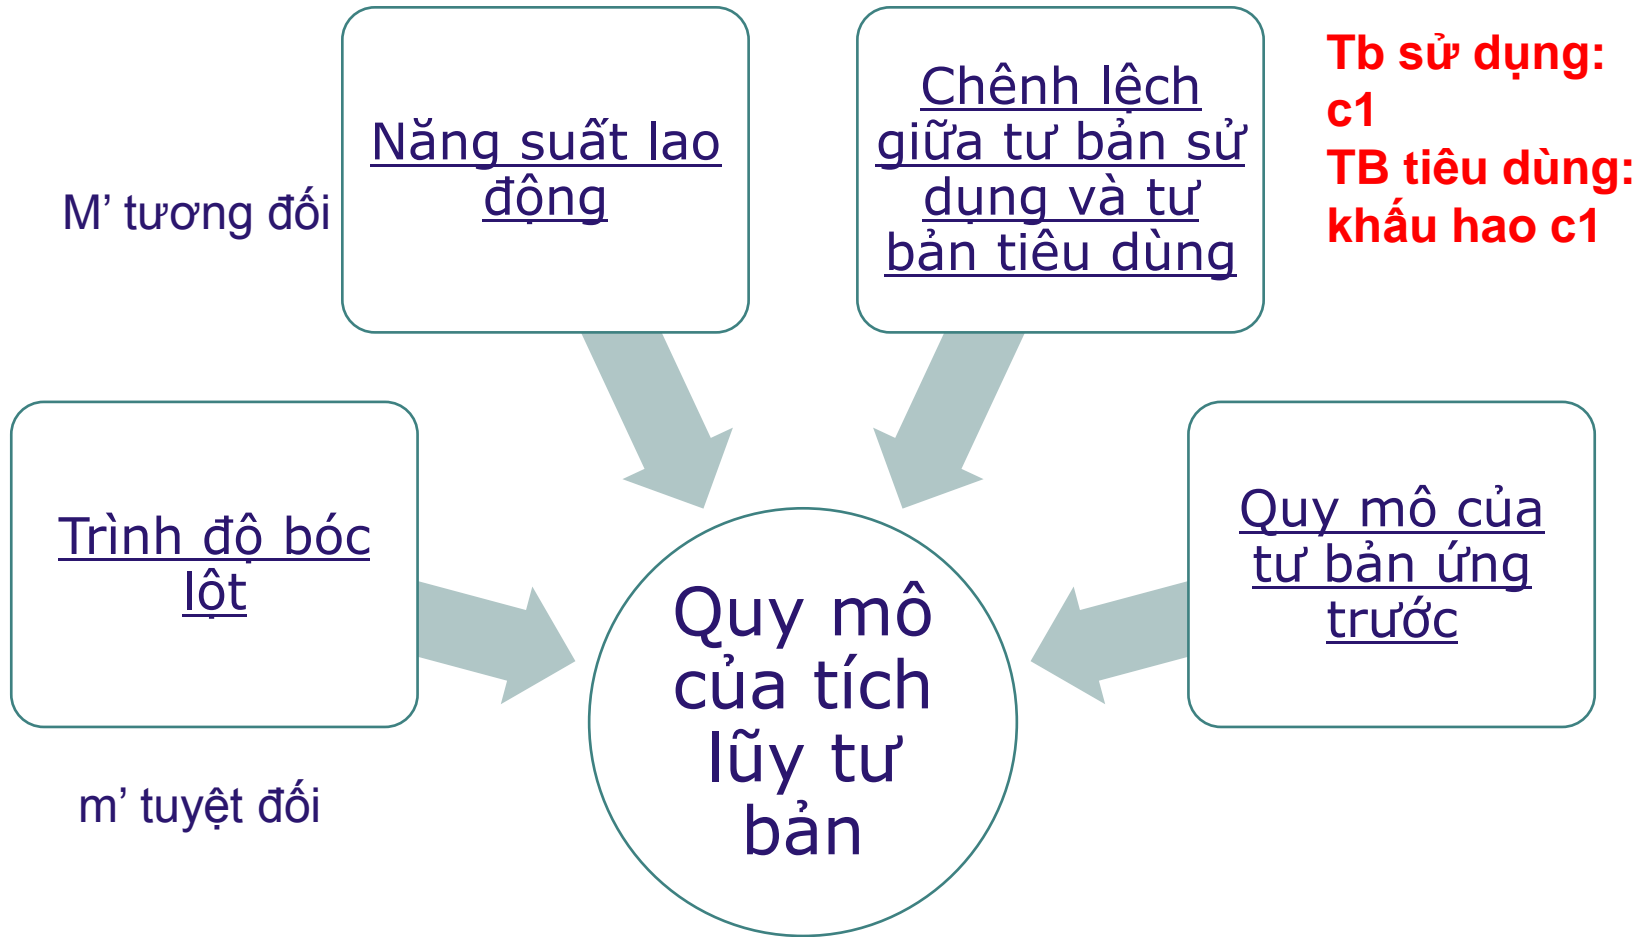 M’ tương đối
Năng suất lao
động
Chênh lệch
giữa tư bản sử
dụng và tư
bản tiêu dùng
Tb sử dụng:
c1
TB tiêu dùng:
khấu hao c1
Trình độ bóc
lột
m’ tuyệt đối
Quy mô
của tích
lũy tư
bản
Quy mô của
tư bản ứng
trước